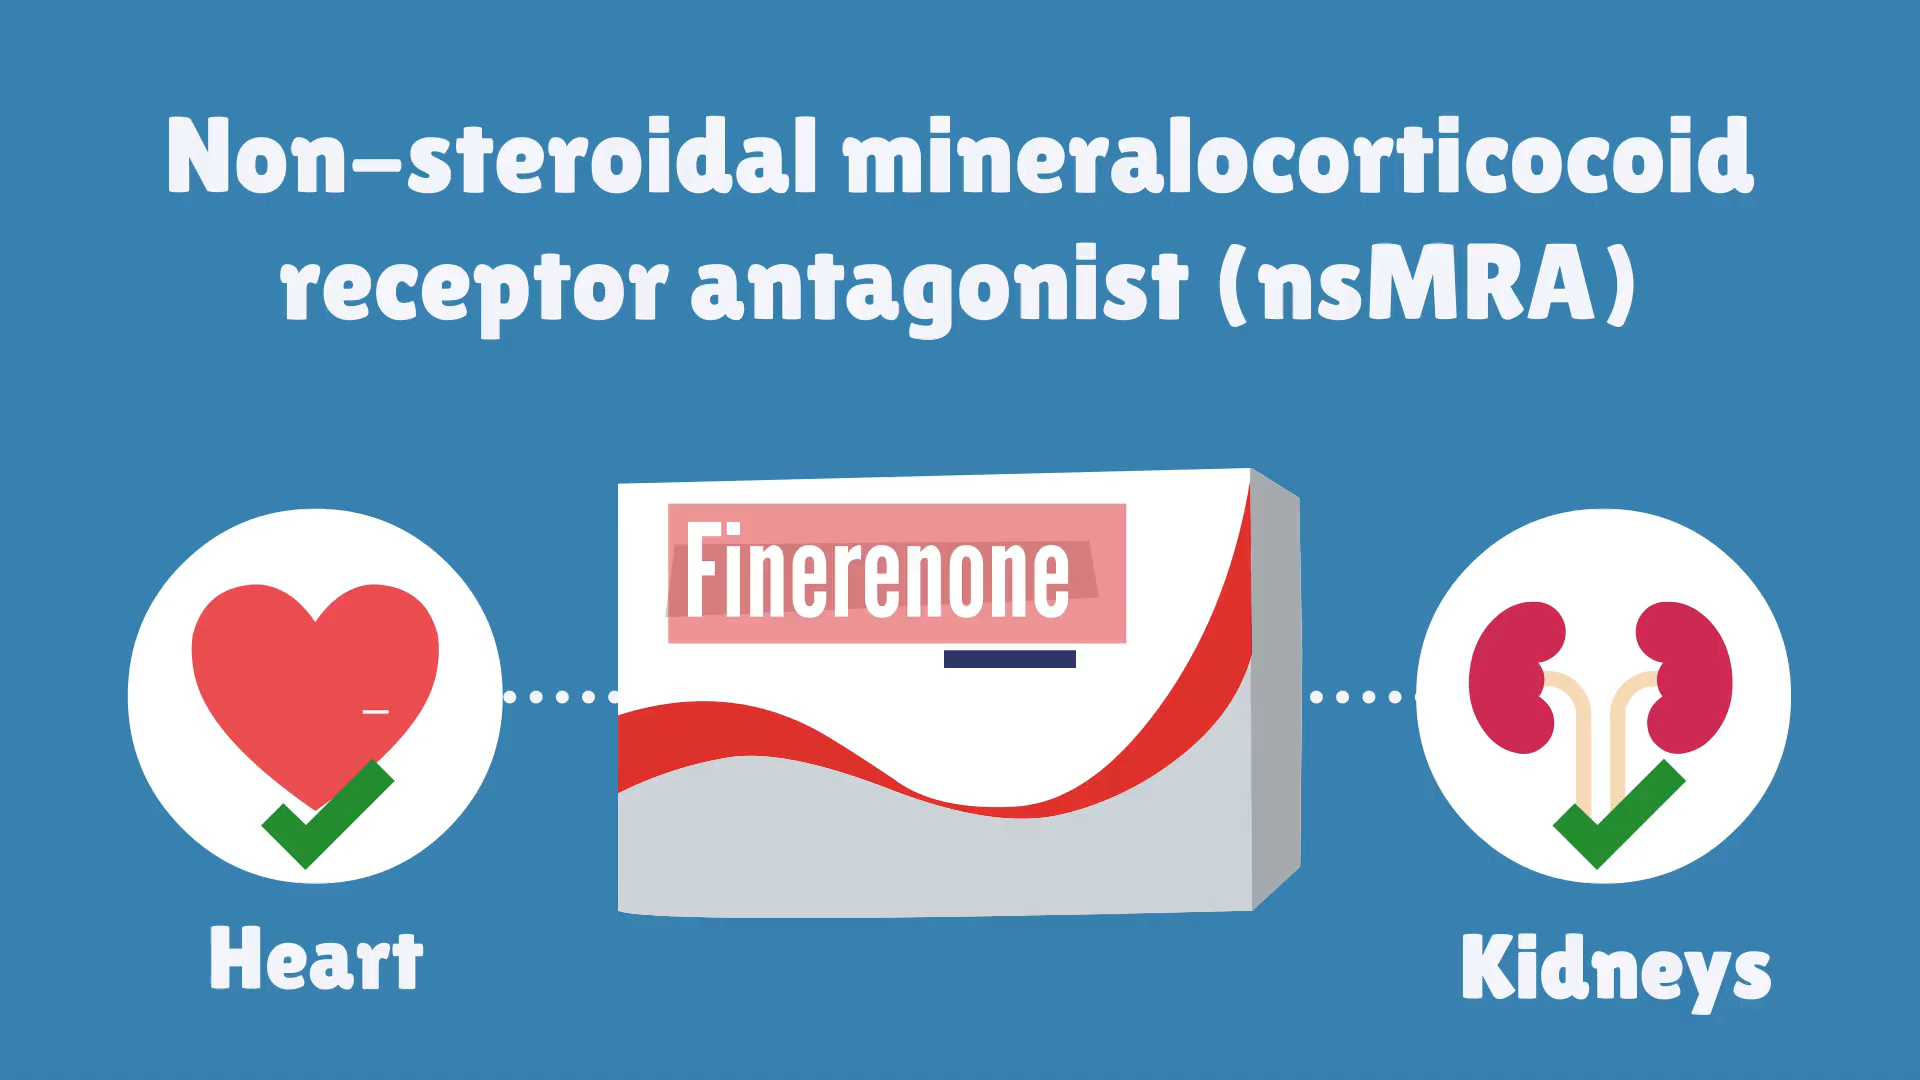 Non-steroidal mineralocorticocoid
receptor antagonist (nsMRA)
Finerenone
Heart
Kidneys